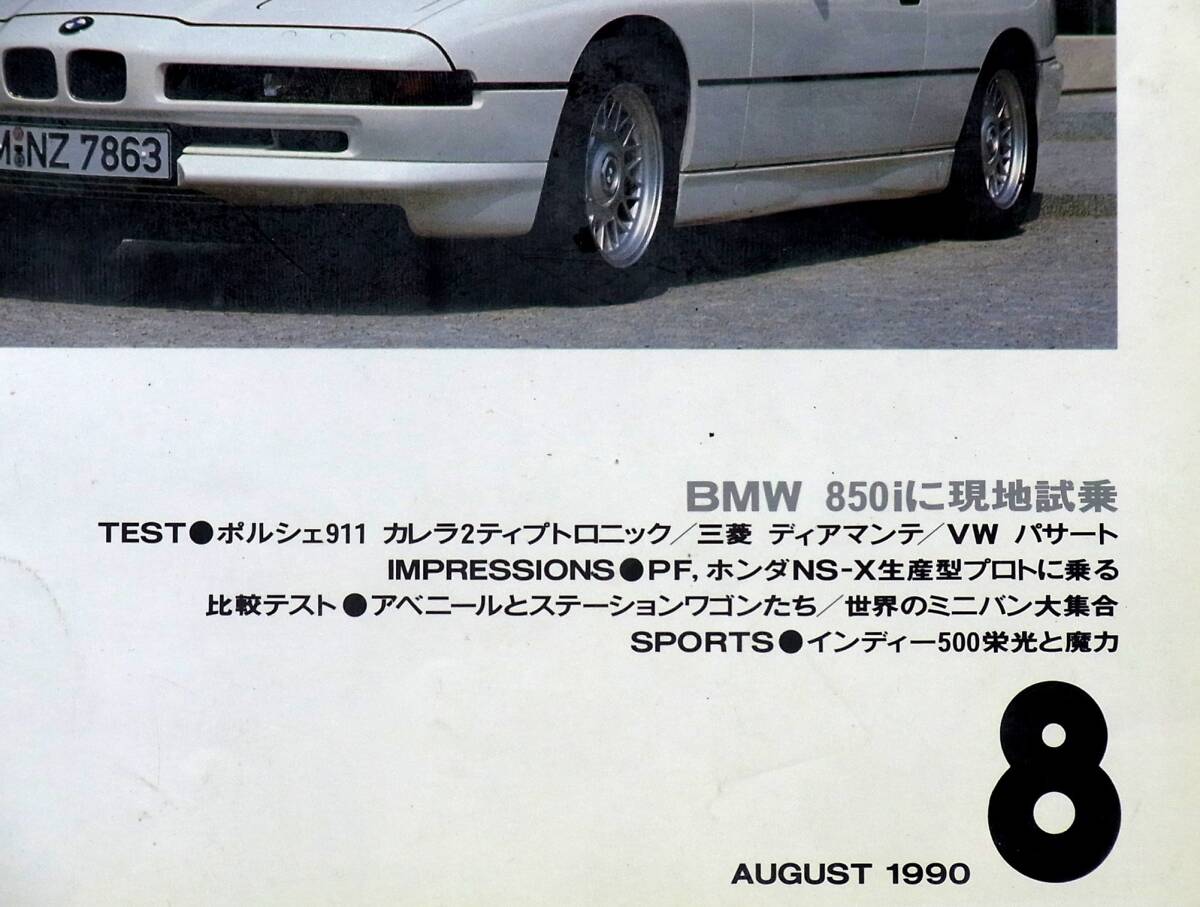 M NZ 7863
BMW 850iに現地試乗
TEST●ポルシェ911 カレラ2ティプトロニック/三菱 ディアマンテ/VW パサート
IMPRESSIONS●PF, ホンダNS-X生産型プロトに乗る
比較テスト●アベニールとステーションワゴンたち/世界のミニバン大集合
SPORTS●インディー500栄光と魔力
8
AUGUST 1990